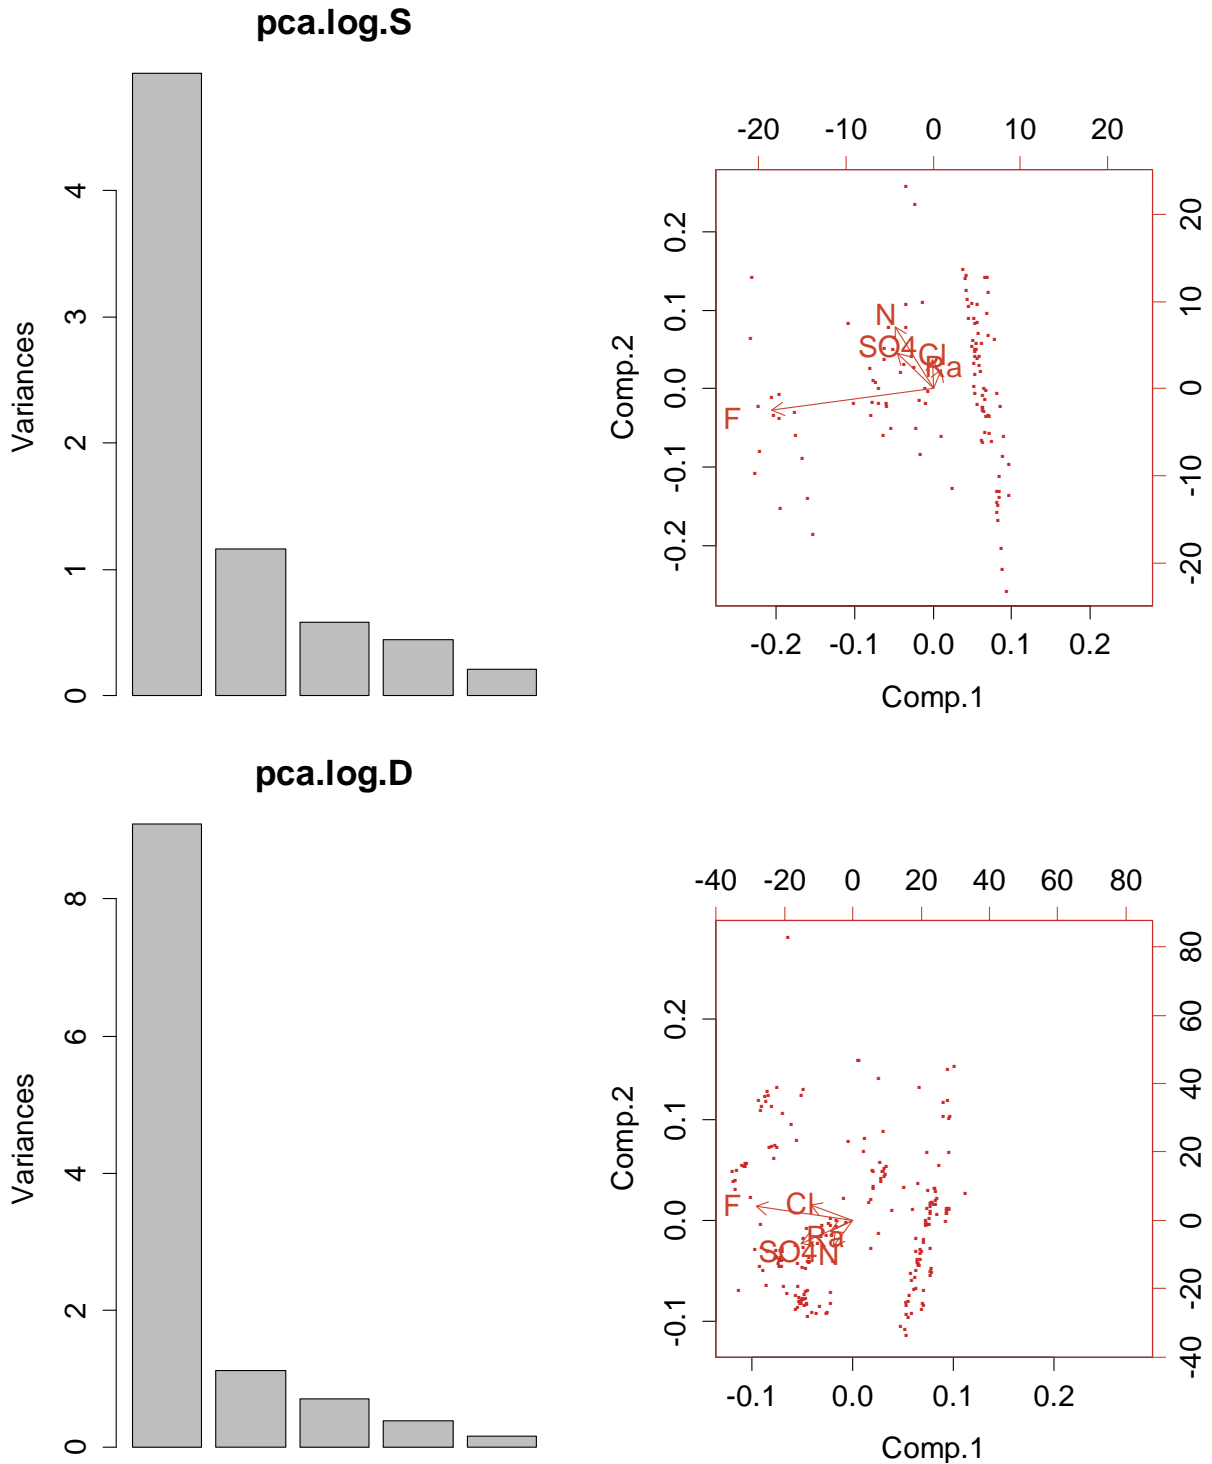 pca.log.S
Variances
0 1 2 3 4
-20 -10 0 10 20
Comp.2
-0.2 -0.1 0.0 0.1 0.2
N
SO4
Cl
Ra
F
20
10
0
-10
-20
-0.2 -0.1 0.0 0.1 0.2
Comp.1
pca.log.D
Variances
0 2 4 6 8
-40 -20 0 20 40 60 80
Comp.2
-0.1 0.0 0.1 0.2
F
Cl
Ra
SO4
N
80
60
40
20
0
-20
-40
-0.1 0.0 0.1 0.2
Comp.1